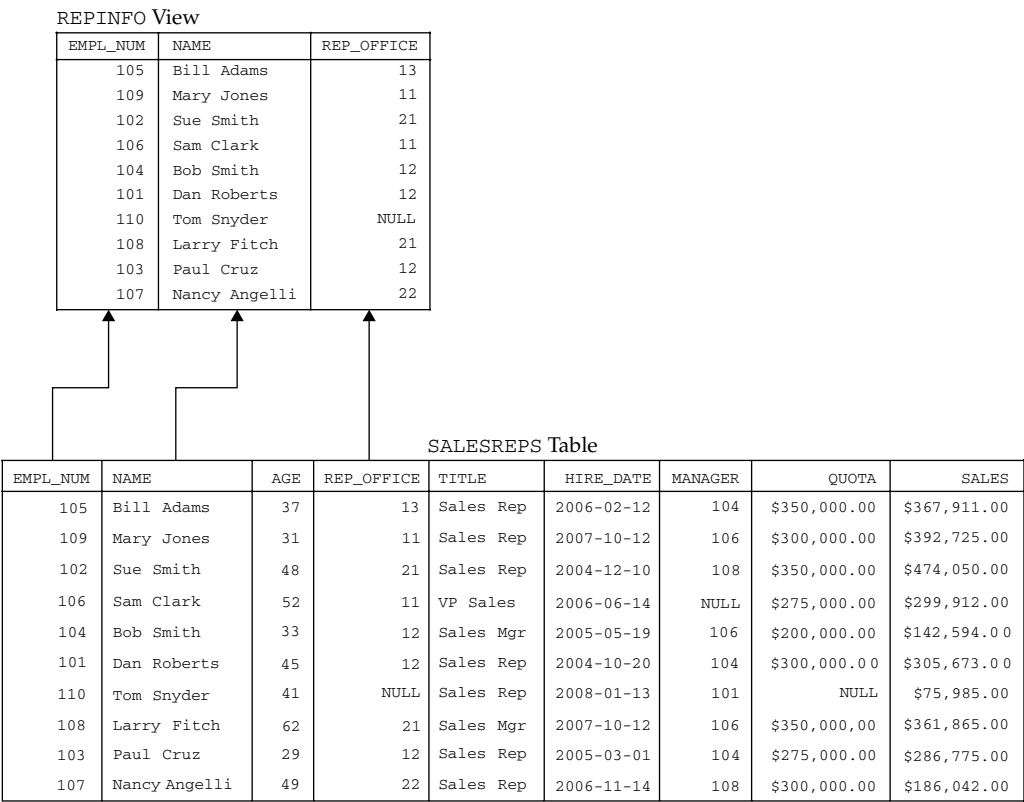 REPINFO View
EMPL_NUM NAME REP_OFFICE
105 Bill Adams 13
109 Mary Jones 11
102 Sue Smith 21
106 Sam Clark 11
104 Bob Smith 12
101 Dan Roberts 12
110 Tom Snyder NULL
108 Larry Fitch 21
103 Paul Cruz 12
107 Nancy Angelli 22
SALESREPS Table
EMPL_NUM NAME AGE REP_OFFICE TITLE HIRE_DATE MANAGER QUOTA SALES
105 Bill Adams 37 13 Sales Rep 2006-02-12 104 $350,000.00 $367,911.00
109 Mary Jones 31 11 Sales Rep 2007-10-12 106 $300,000.00 $392,725.00
102 Sue Smith 48 21 Sales Rep 2004-12-10 108 $350,000.00 $474,050.00
106 Sam Clark 52 11 VP Sales 2006-06-14 NULL $275,000.00 $299,912.00
104 Bob Smith 33 12 Sales Mgr 2005-05-19 106 $200,000.00 $142,594.00
101 Dan Roberts 45 12 Sales Rep 2004-10-20 104 $300,000.00 $305,673.00
110 Tom Snyder 41 NULL Sales Rep 2008-01-13 101 NULL $75,985.00
108 Larry Fitch 62 21 Sales Mgr 2007-10-12 106 $350,000,00 $361,865.00
103 Paul Cruz 29 12 Sales Rep 2005-03-01 104 $275,000.00 $286,775.00
107 Nancy Angelli 49 22 Sales Rep 2006-11-14 108 $300,000.00 $186,042.00